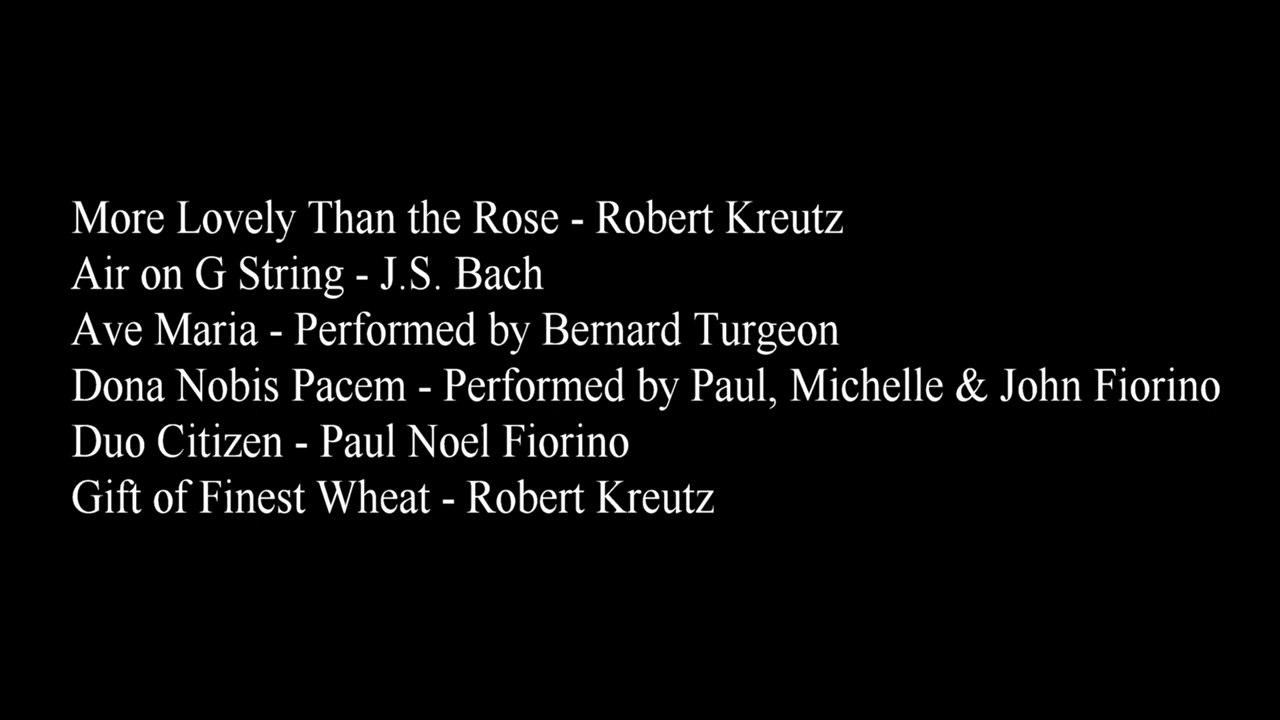 More Lovely Than the Rose - Robert Kreutz
Air on G String - J.S. Bach
Ave Maria - Performed by Bernard Turgeon
Dona Nobis Pacem - Performed by Paul, Michelle & John Fiorino
Duo Citizen - Paul Noel Fiorino
Gift of Finest Wheat - Robert Kreutz